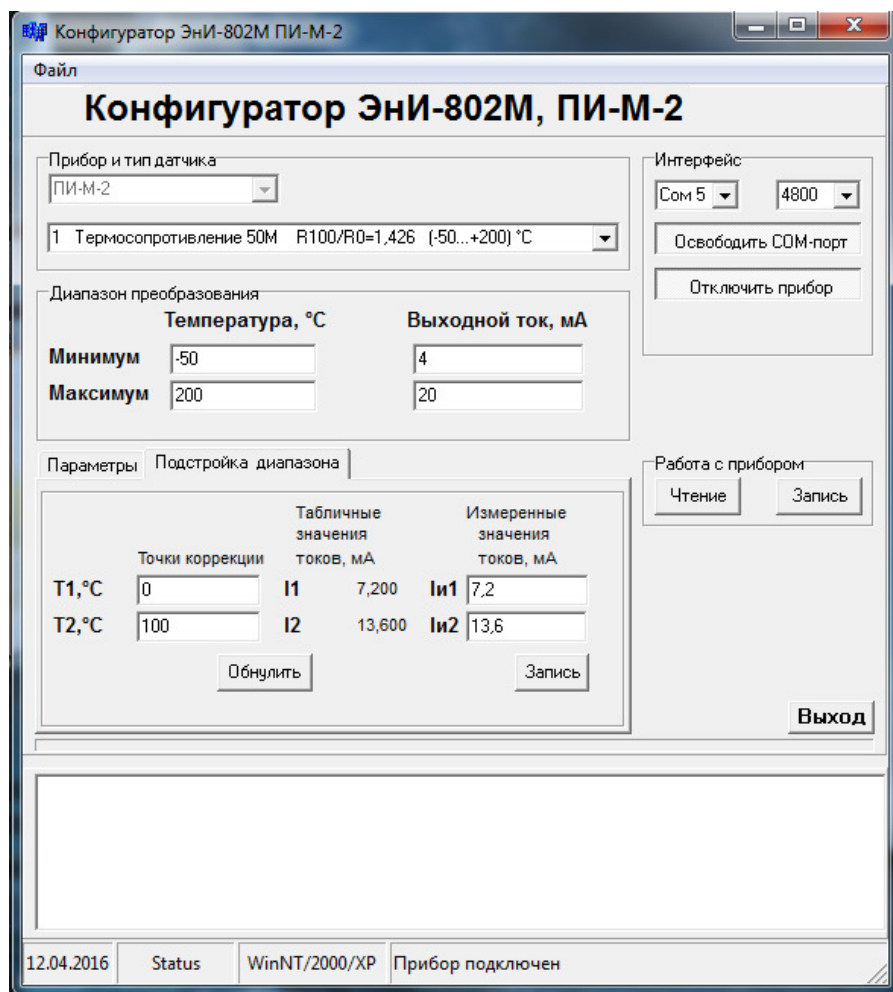 Конфигуратор ЭнИ-802М ПИ-М-2
Файл
Конфигуратор ЭнИ-802М, ПИ-М-2
Прибор и тип датчика
ПИ-М-2
1 Термосопротивление 50М R100/R0=1,426 (-50...+200) °C
Интерфейс
Сом 5 4800
Освободить COM-порт
Отключить прибор
Диапазон преобразования
Температура, °C Выходной ток, мА
Минимум -50 4
Максимум 200 20
Параметры Подстройка диапазона
Работа с прибором
Чтение Запись
Точки коррекции
Табличные
значения
токов, мА
Измеренные
значения
токов, мА
T1,°C 0 I1 7,200 Iи1 7,2
T2,°C 100 I2 13,600 Iи2 13,6
Обнулить Запись
Выход
12.04.2016 Status WinNT/2000/XP Прибор подключен